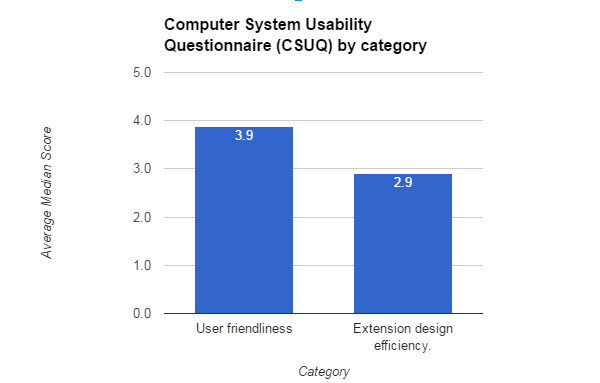 Computer System Usability
Questionnaire (CSUQ) by category
Average Median Score
5.0
4.0
3.0
2.0
1.0
0.0
3.9
2.9
User friendliness
Extension design
efficiency.
Category